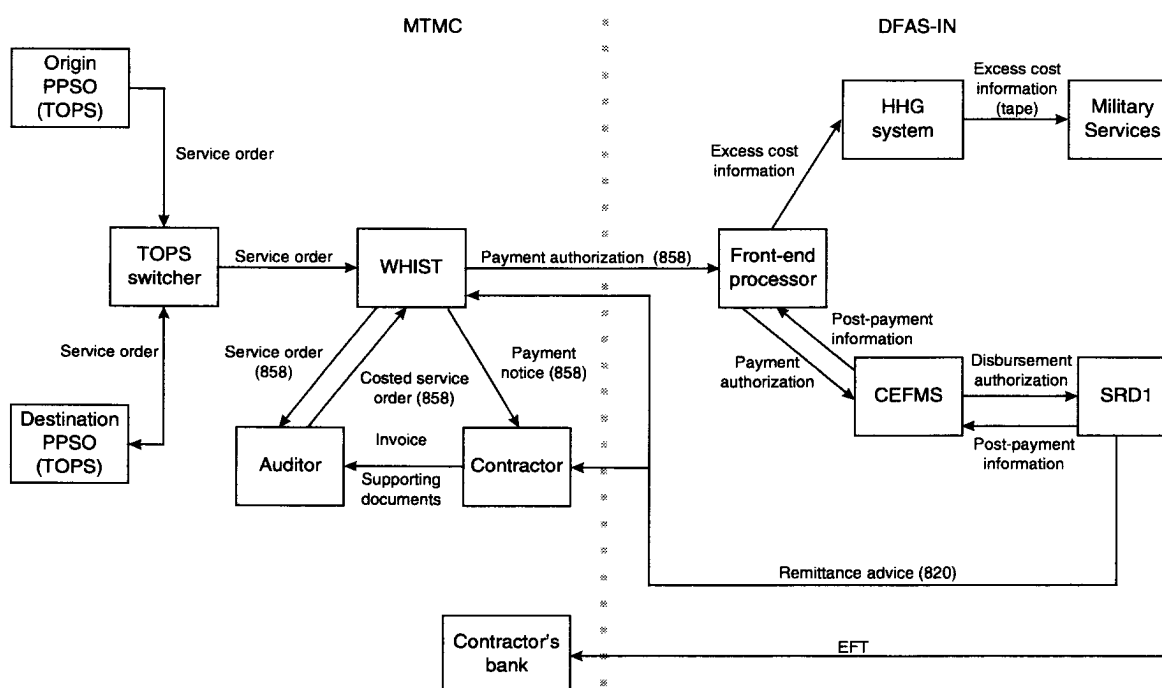 MTMC
DFAS-IN
Origin
PPSO
(TOPS)
Service order
HHG
system
Excess cost
information
(tape)
Military
Services
Excess cost
information
TOPS
switcher
Service order
WHIST
Payment authorization (858)
Front-end
processor
Service order
Service order
(858)
Costed service
order (858)
Payment
notice (858)
Post-payment
information
Payment
authorization
CEFMS
Disbursement
authorization
SRD1
Post-payment
information
Destination
PPSO
(TOPS)
Auditor
Invoice
Supporting
documents
Contractor
Remittance advice (820)
Contractor's
bank
EFT